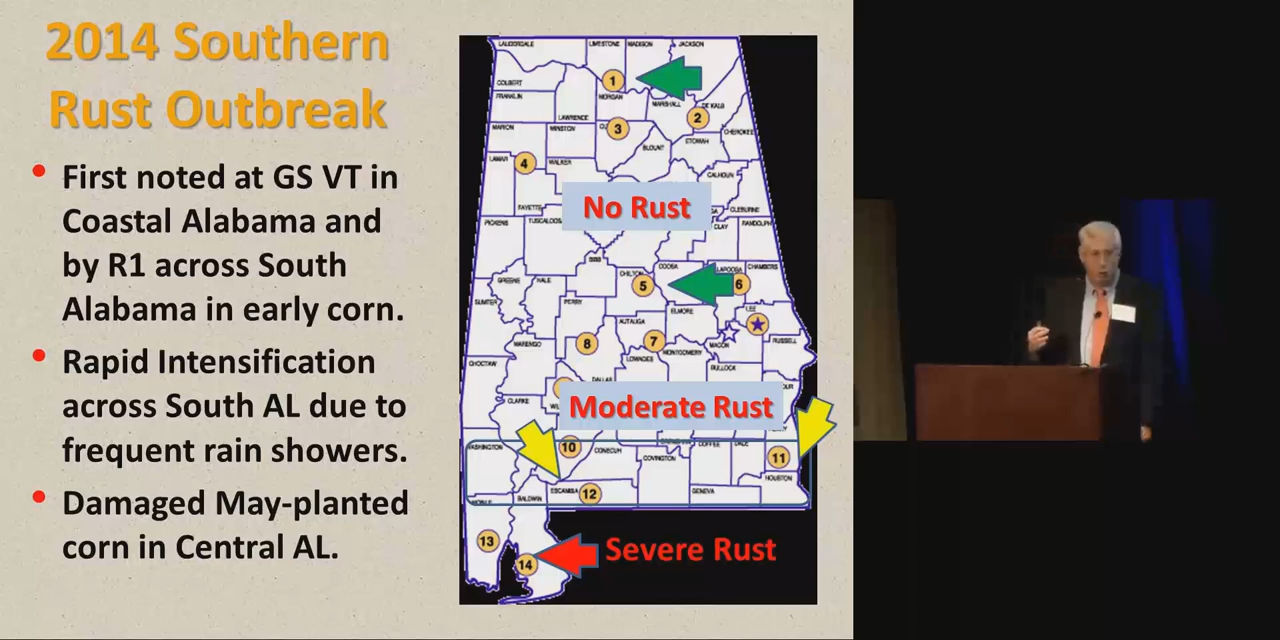 2014 Southern
Rust Outbreak
• First noted at GS VT in
Coastal Alabama and
by R1 across South
Alabama in early corn.
• Rapid Intensification
across South AL due to
frequent rain showers.
• Damaged May-planted
corn in Central AL.
LAUDERDALE
LIMESTONE
MADISON
JACKSON
COLBERT
1
FRANKLIN
MORGAN
MARSHALL
DE KALB
LAWRENCE
2
MARION
WINSTON
3
CHEROKEE
ETOWAH
BLOUNT
LAMAR
4
WALKER
CALHOUN
No Rust
FAYETTE
CLEBURNE
PICKENS
TUSCALOOS
CLAY
RANDOLPH
BIBB
CHILTON
COOSA
CHAMBERS
GREENE
HALE
5
6
SUMTER
PERRY
ELMORE
LEE
AUTAUGA
MACON
RUSSELL
MARENGO
8
7
LOWNDES
MONTGOMERY
CHOCTAW
BULLOCK
DALLAS
CLARKE
Moderate Rust
WASHINGTON
10
CONECUH
COVINGTON
COFFEE
DALE
11
HOUSTON
MOBILE
BALDWIN
ESCAMBIA
12
GENEVA
13
14
Severe Rust